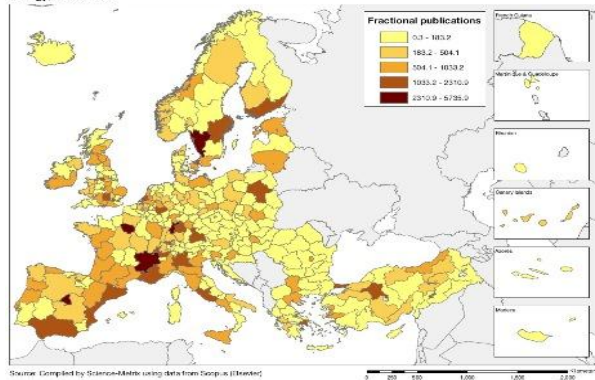 Fractional publications
0.3 - 183.2
183.2 - 504.1
504.1 - 1033.2
1033.2 - 2310.9
2310.9 - 5735.9
French Guiana
Martinique & Guadeloupe
Réunion
Canary Islands
Azores
Madeira
Source: Compiled by Science-Metrix using data from Scopus (Elsevier)
0 250 500 1,000 1,500 2,000